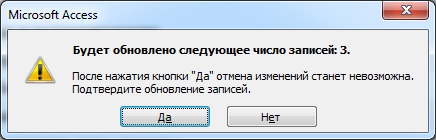 Microsoft Access
Будет обновлено следующее число записей: 3.
После нажатия кнопки "Да" отмена изменений станет невозможна.
Подтвердите обновление записей.
Да
Нет